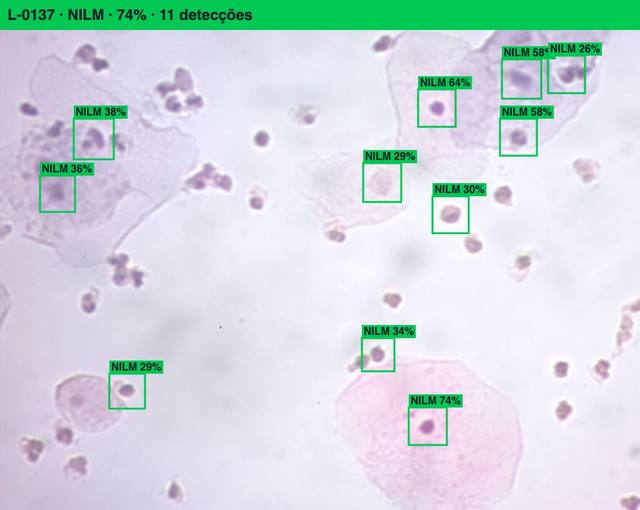 L-0137 · NILM · 74% · 11 detecções
NILM 58%
NILM 26%
NILM 64%
NILM 38%
NILM 58%
NILM 29%
NILM 36%
NILM 30%
NILM 34%
NILM 29%
NILM 74%